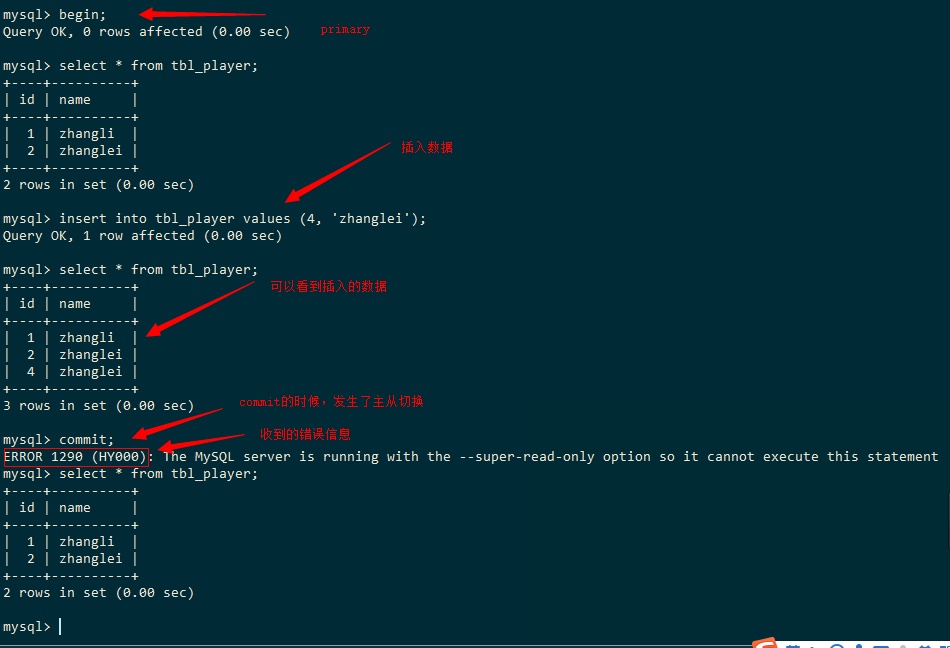 mysql> begin;
Query OK, 0 rows affected (0.00 sec)
primary
mysql> select * from tbl_player;
+----+----------+
| id | name     |
+----+----------+
|  1 | zhangli  |
|  2 | zhanglei |
+----+----------+
2 rows in set (0.00 sec)
插入数据
mysql> insert into tbl_player values (4, 'zhanglei');
Query OK, 1 row affected (0.00 sec)
mysql> select * from tbl_player;
可以看到插入的数据
+----+----------+
| id | name     |
+----+----------+
|  1 | zhangli  |
|  2 | zhanglei |
|  4 | zhanglei |
+----+----------+
3 rows in set (0.00 sec)
commit的时候，发生了主从切换
mysql> commit;
收到的错误信息
ERROR 1290 (HY000): The MySQL server is running with the --super-read-only option so it cannot execute this statement
mysql> select * from tbl_player;
+----+----------+
| id | name     |
+----+----------+
|  1 | zhangli  |
|  2 | zhanglei |
+----+----------+
2 rows in set (0.00 sec)
mysql>